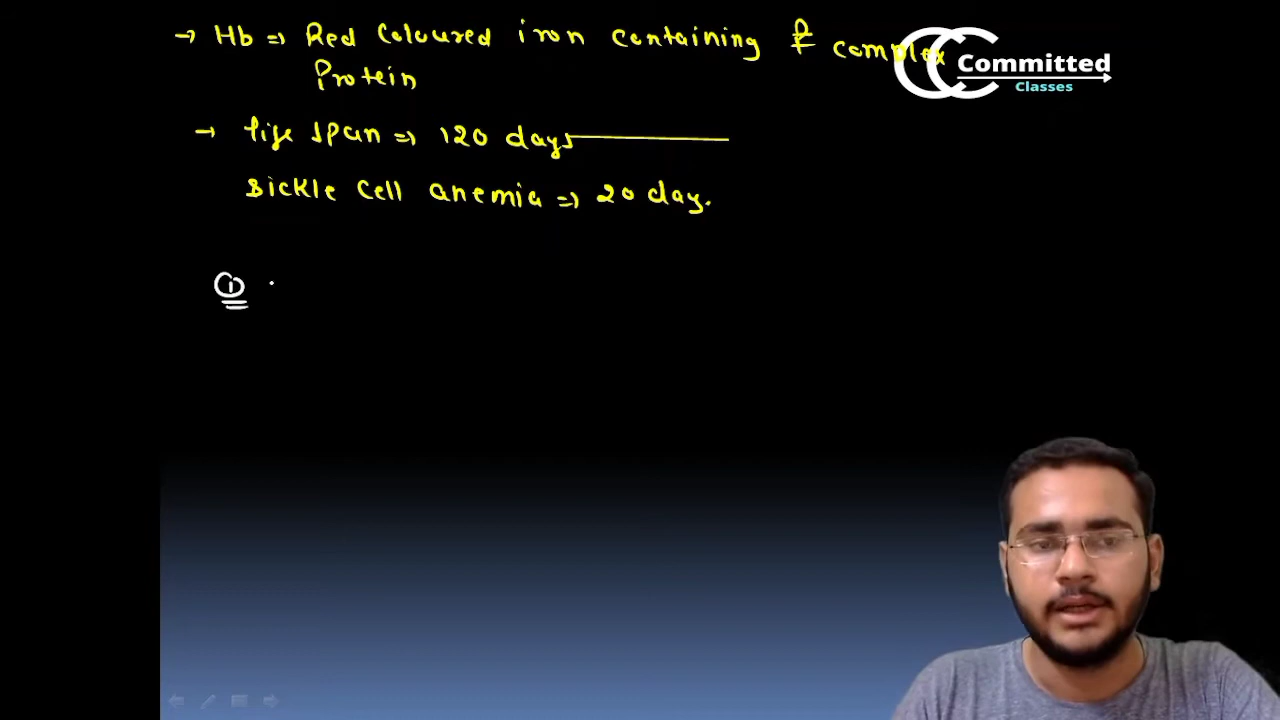 → Hb ⇒ Red Coloured iron containing complex
Protein
→ life span ⇒ 120 days
Sickle Cell anemia ⇒ 20 day.
①
Committed
Classes